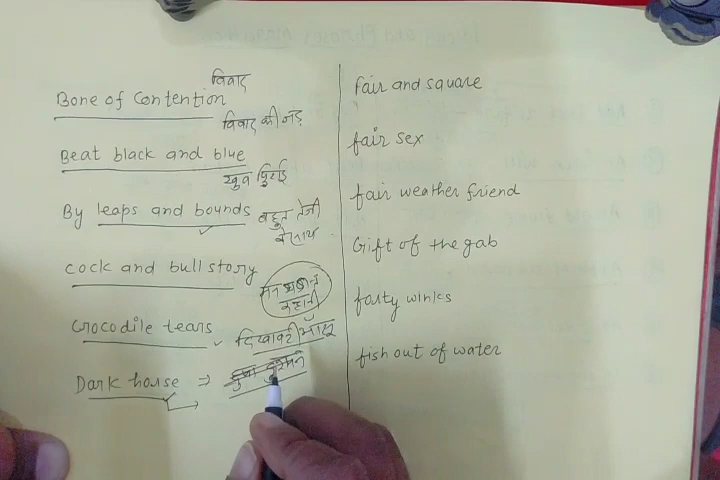 विवाद
Bone of Contention
विवाद की जड़
Beat black and blue
खुब पिटाई
By leaps and bounds बहुत तेजी
से साथ
Cock and bull story
मन घड़न्त
कहानी
Crocodile tears दिखावटी आँसू
Dark horse ⇒
fair and square
fair sex
fair weather friend
Gift of the gab
forty winks
fish out of water